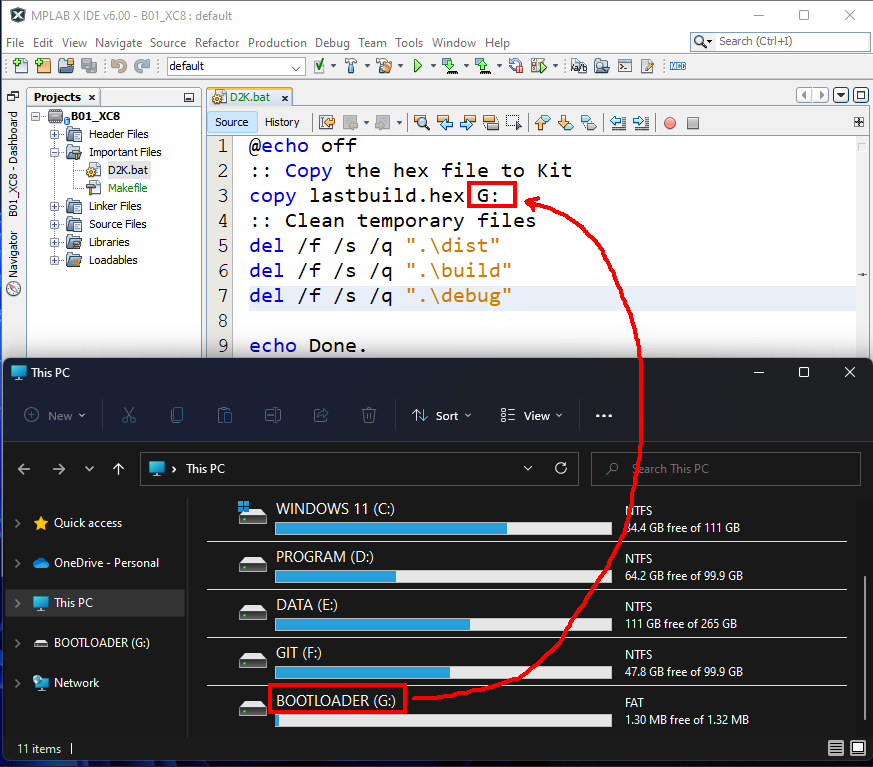 MPLAB X IDE v6.00 - B01_XC8 : default
File Edit View Navigate Source Refactor Production Debug Team Tools Window Help
Search (Ctrl+I)
default
Projects
D2K.bat
B01_XC8 - Dashboard
Navigator
B01_XC8
Header Files
Important Files
D2K.bat
Makefile
Linker Files
Source Files
Libraries
Loadables
Source History
1 @echo off
2 :: Copy the hex file to Kit
3 copy lastbuild.hex G:
4 :: Clean temporary files
5 del /f /s /q ".\dist"
6 del /f /s /q ".\build"
7 del /f /s /q ".\debug"
8
9 echo Done.
This PC
New Sort View
This PC
Search This PC
Quick access
OneDrive - Personal
This PC
BOOTLOADER (G:)
Network
WINDOWS 11 (C:)
NTFS
34.4 GB free of 111 GB
PROGRAM (D:)
NTFS
64.2 GB free of 99.9 GB
DATA (E:)
NTFS
111 GB free of 265 GB
GIT (F:)
NTFS
47.8 GB free of 99.9 GB
BOOTLOADER (G:)
FAT
1.30 MB free of 1.32 MB
11 items